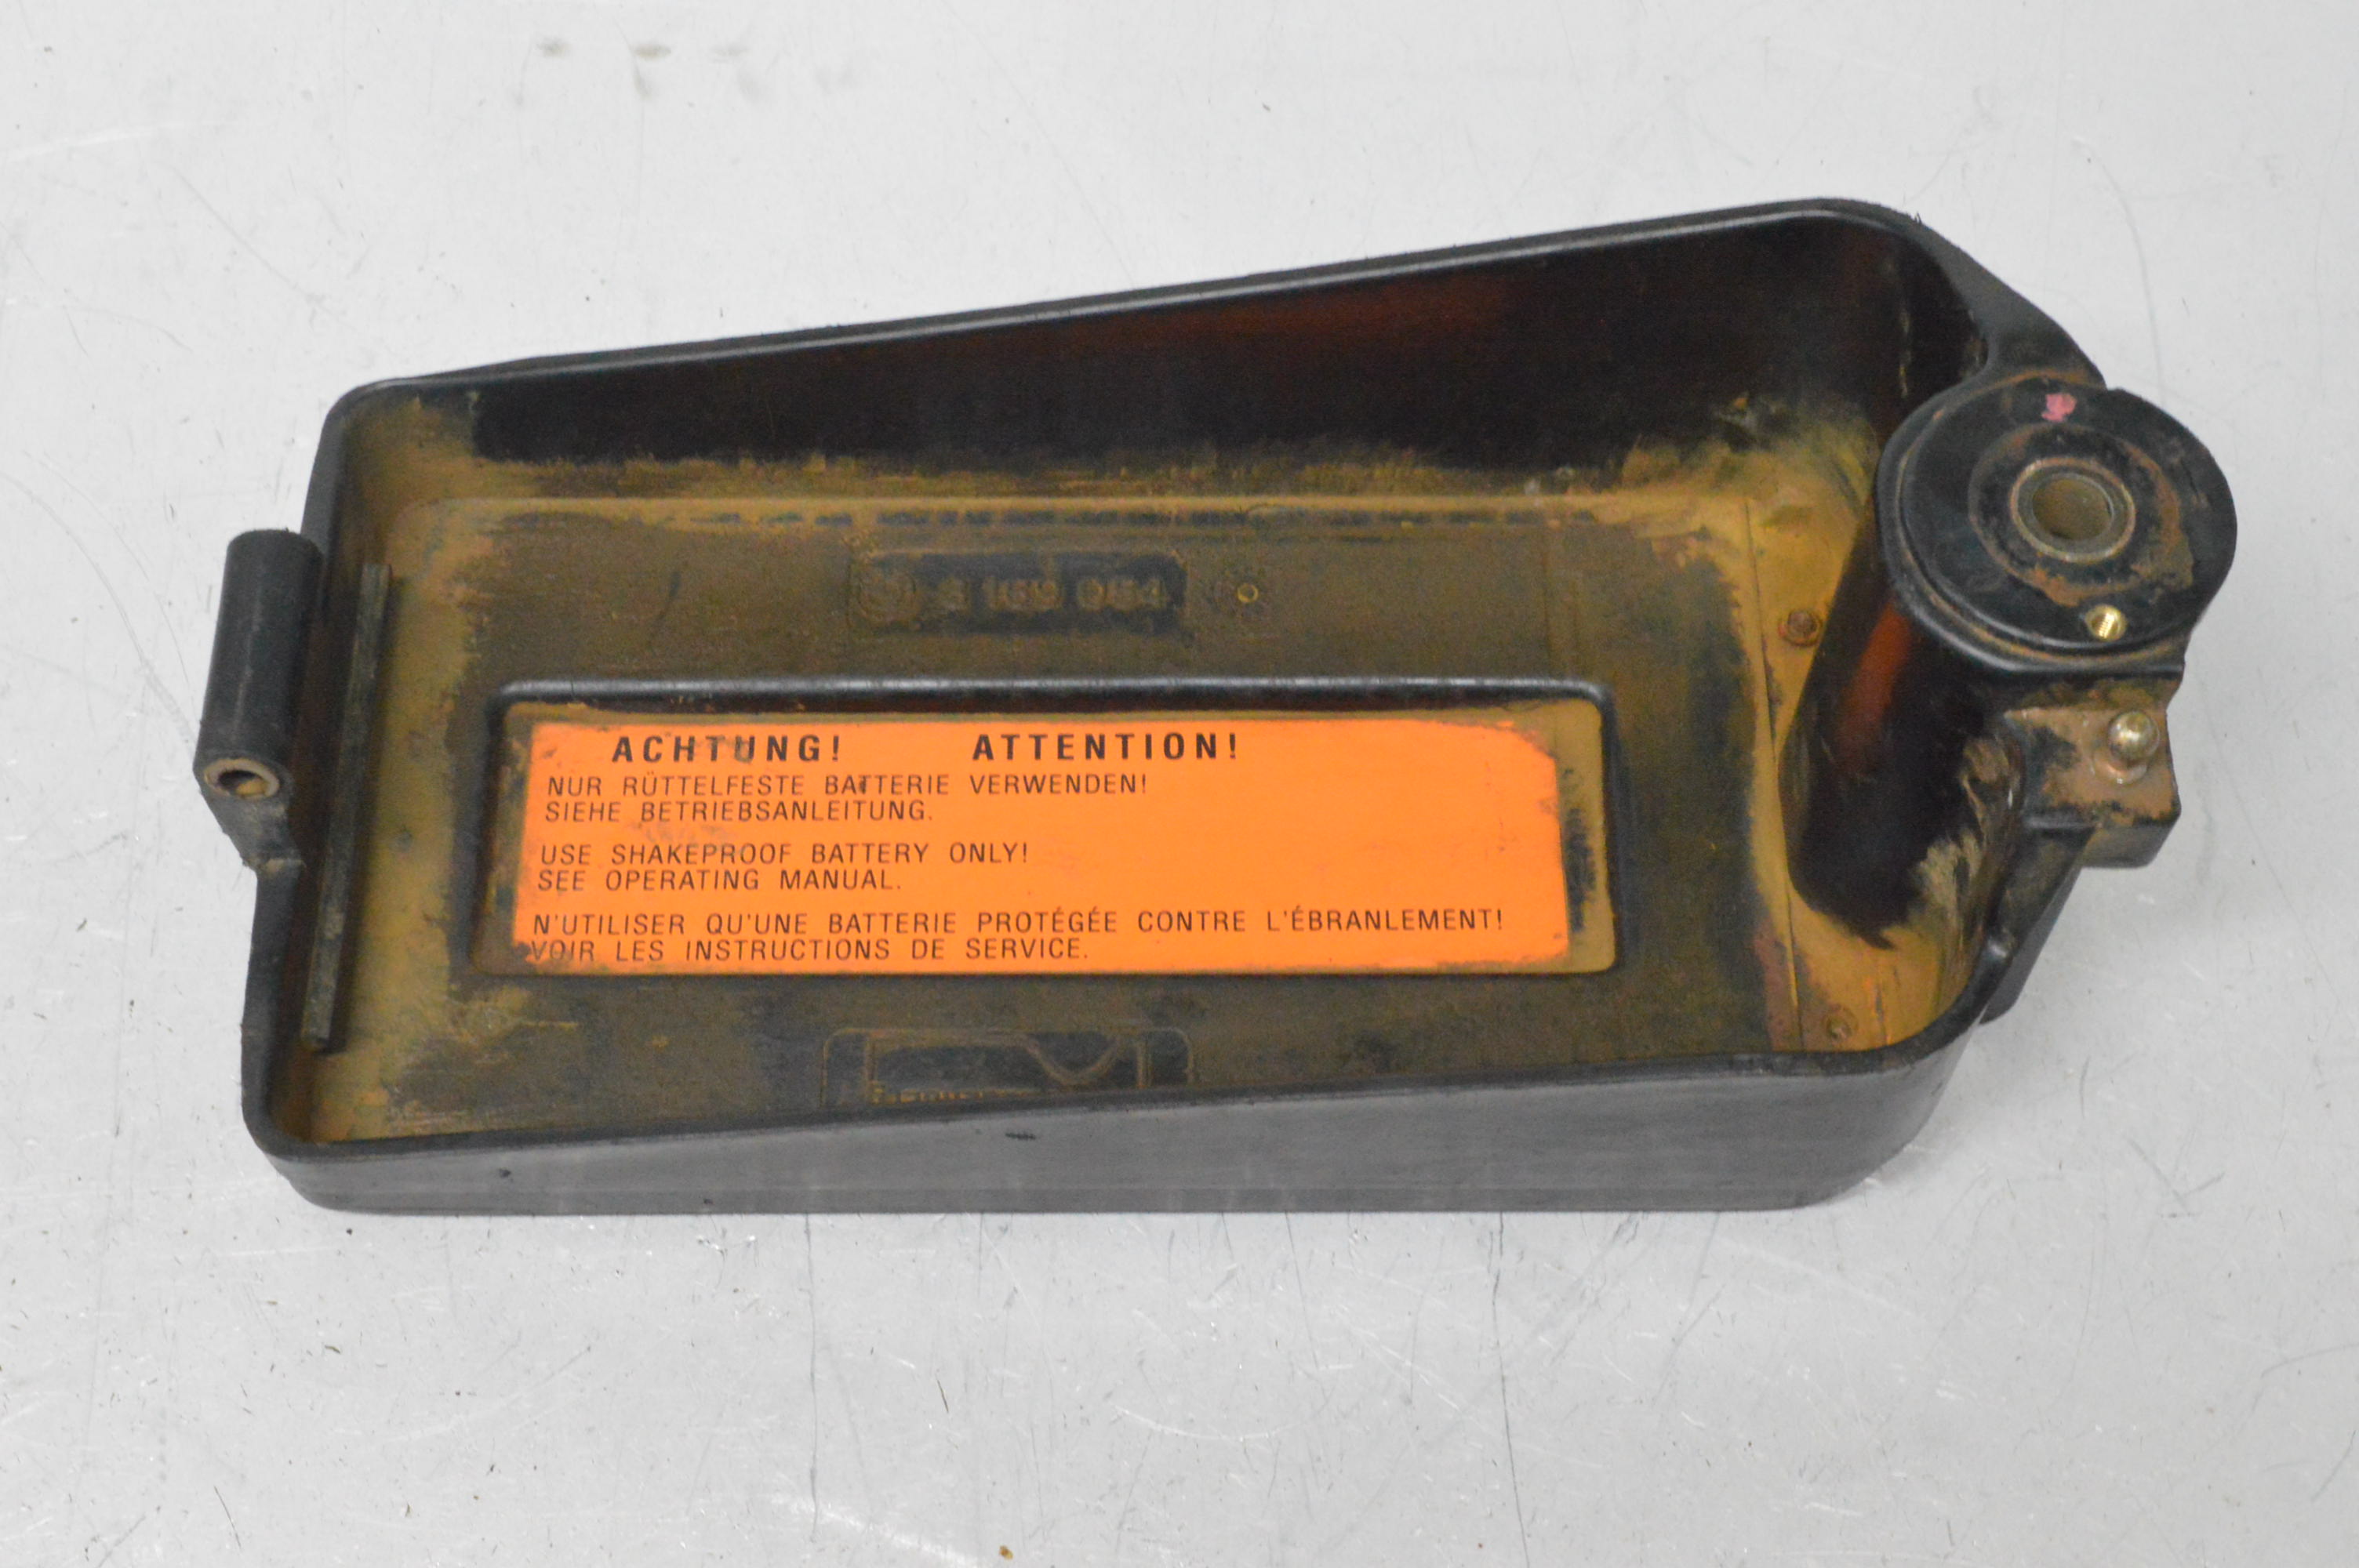 ACHTUNG! ATTENTION!
NUR RÜTTELFESTE BATTERIE VERWENDEN!
SIEHE BETRIEBSANLEITUNG.
USE SHAKEPROOF BATTERY ONLY!
SEE OPERATING MANUAL.
N'UTILISER QU'UNE BATTERIE PROTÉGÉE CONTRE L'ÉBRANLEMENT!
VOIR LES INSTRUCTIONS DE SERVICE.